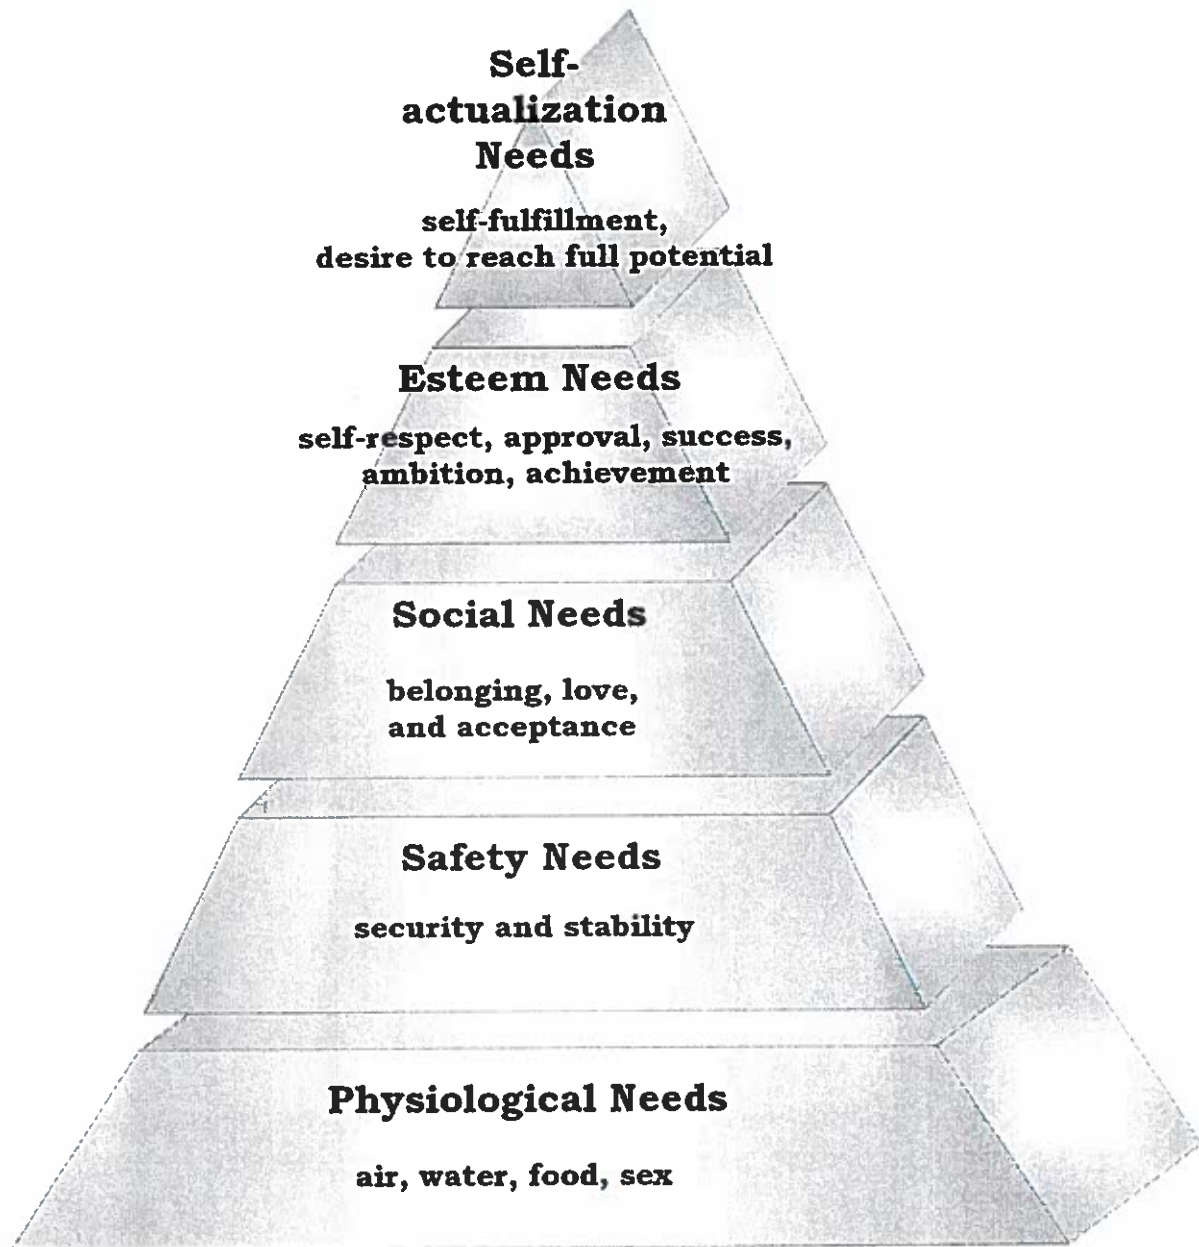 Self-
actualization
Needs
self-fulfillment,
desire to reach full potential
Esteem Needs
self-respect, approval, success,
ambition, achievement
Social Needs
belonging, love,
and acceptance
Safety Needs
security and stability
Physiological Needs
air, water, food, sex